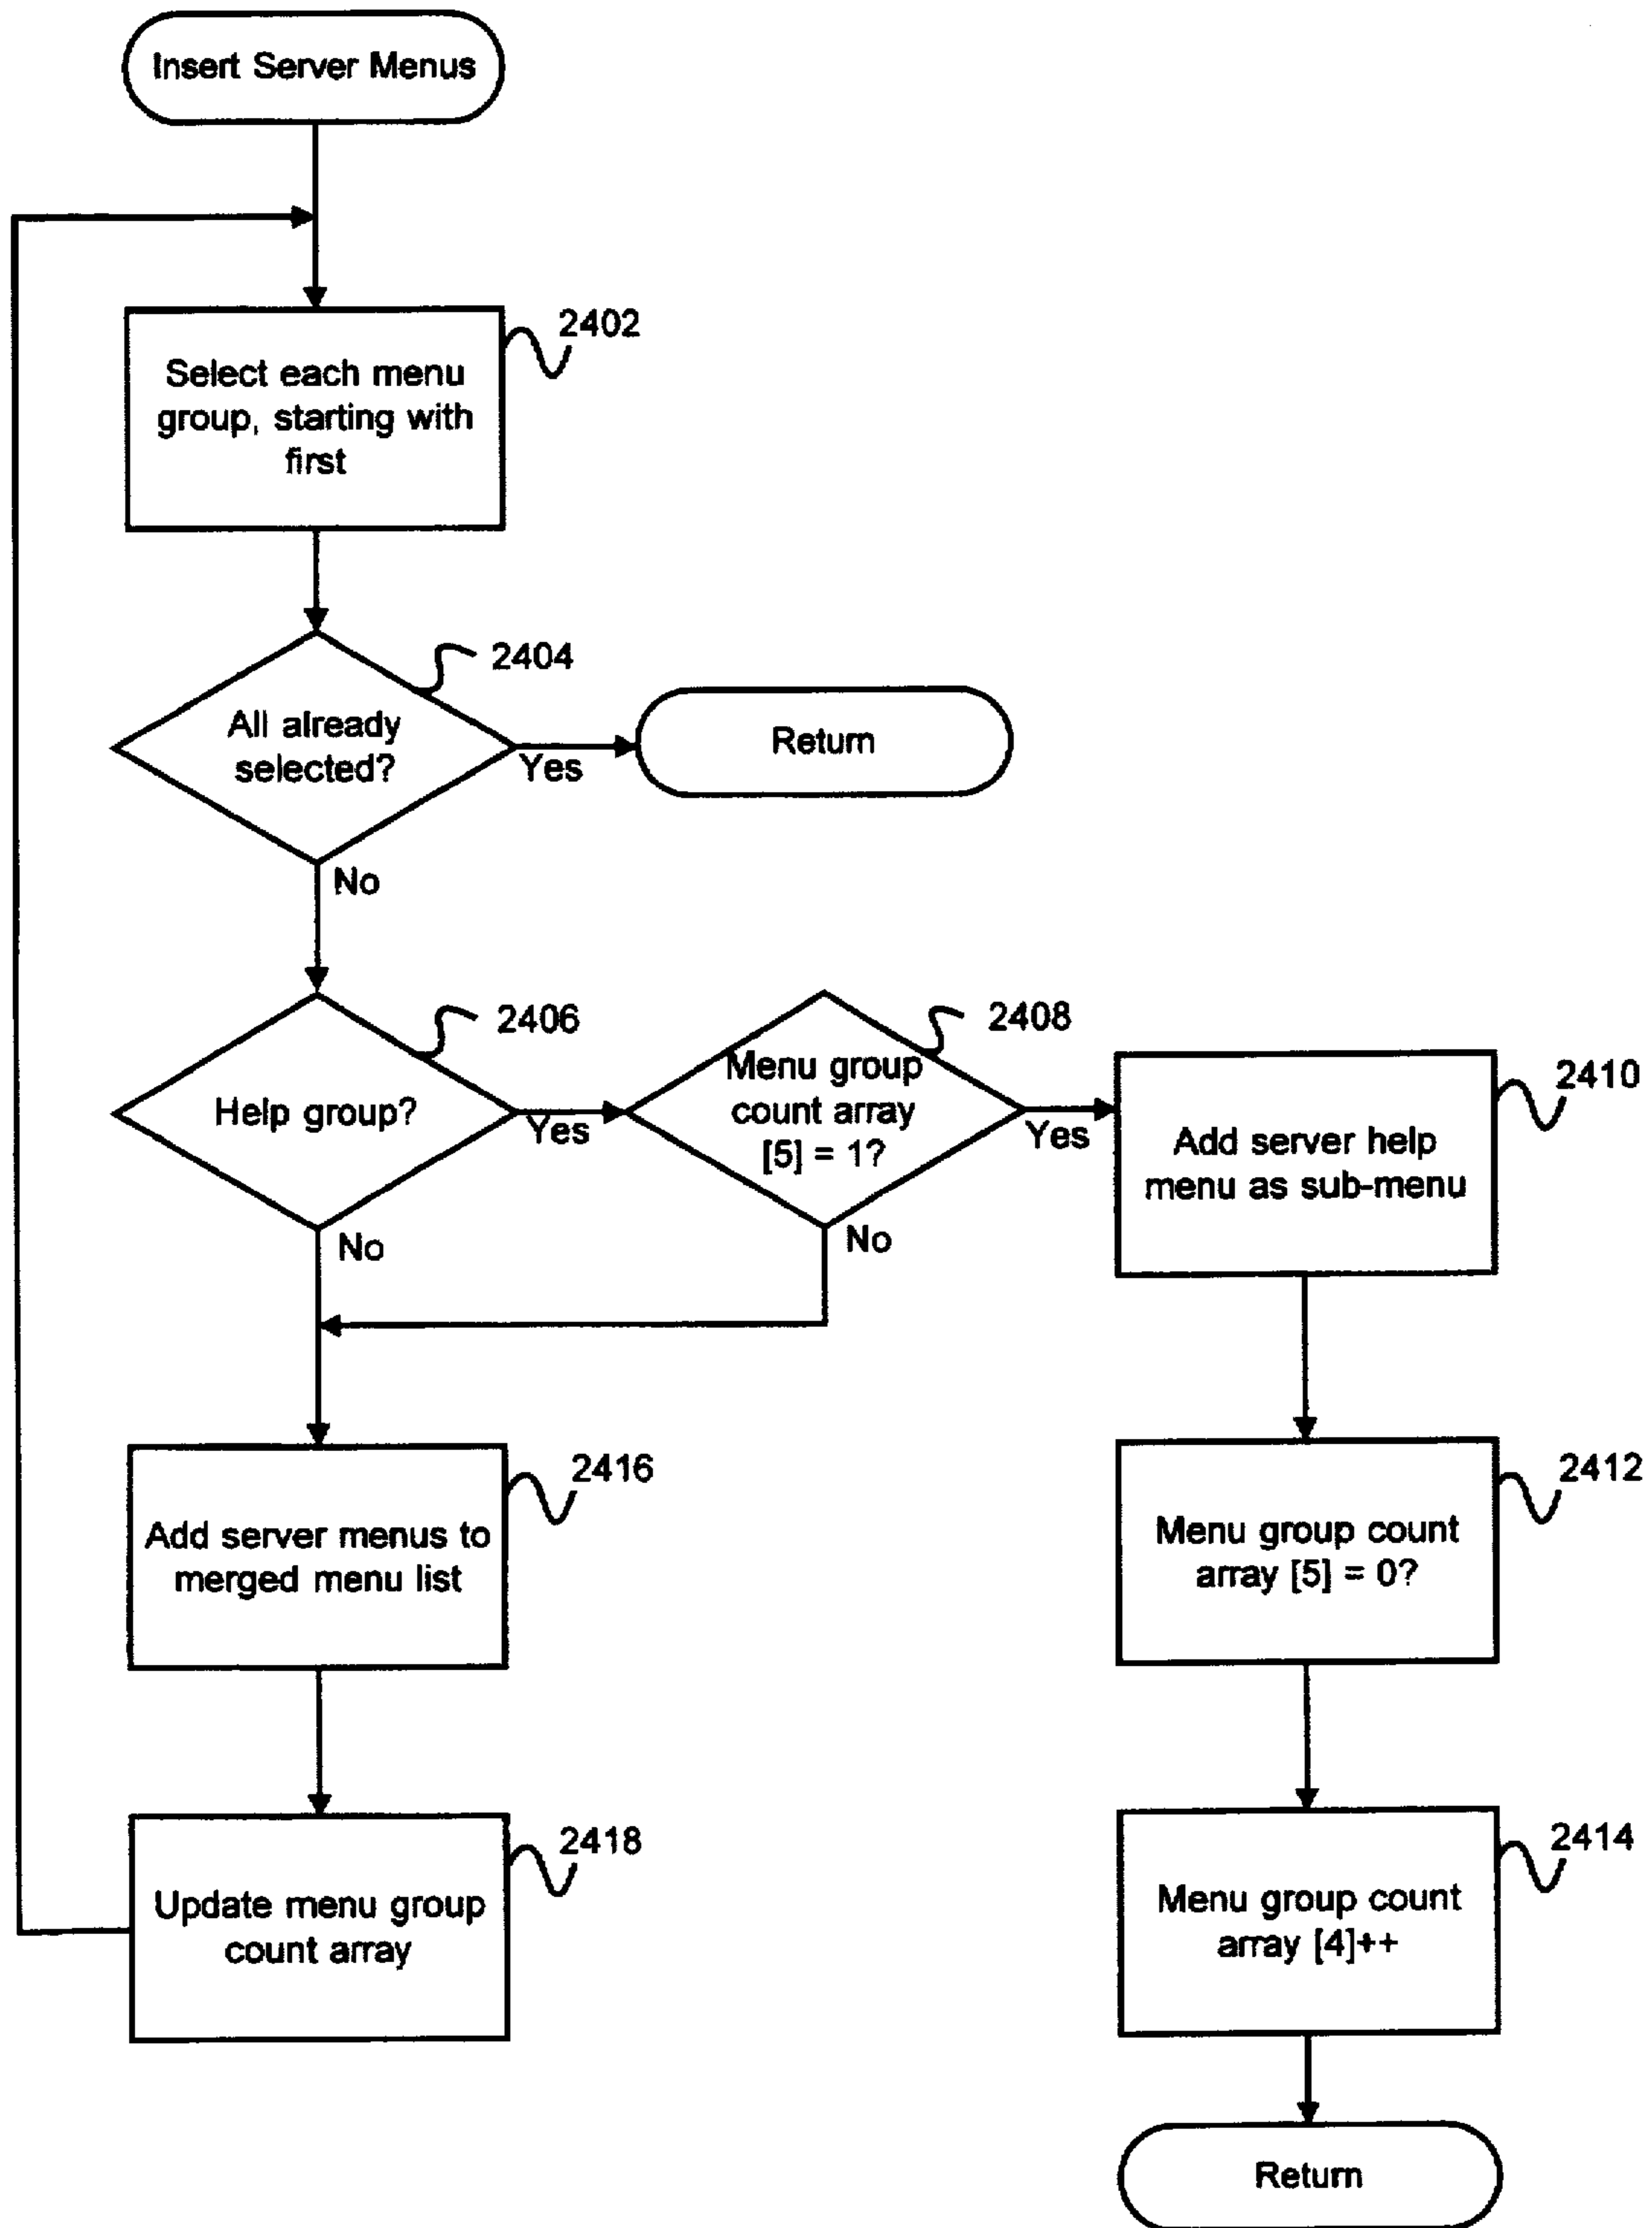 Insert Server Menus
2402
Select each menu
group, starting with
first
2404
All already
selected?
Yes
Return
No
2406
Help group?
Yes
No
2408
Menu group
count array
[5] = 1?
Yes
No
2410
Add server help
menu as sub-menu
2412
Menu group count
array [5] = 0?
2414
Menu group count
array [4]++
Return
2416
Add server menus to
merged menu list
2418
Update menu group
count array